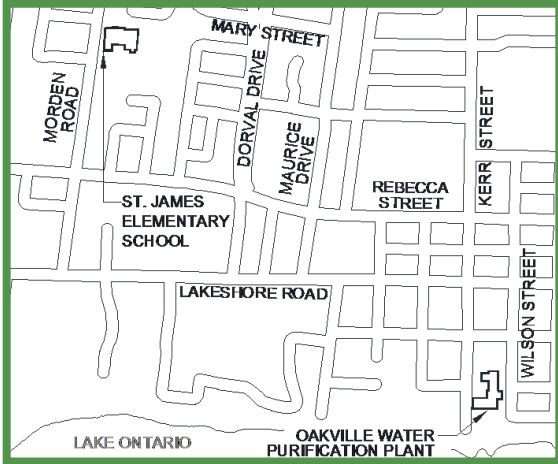 MARY STREET
MORDEN
ROAD
DORVAL DRIVE
MAURICE
DRIVE
KERR STREET
REBECCA
STREET
ST. JAMES
ELEMENTARY
SCHOOL
WILSON STREET
LAKESHORE ROAD
LAKE ONTARIO
OAKVILLE WATER
PURIFICATION PLANT